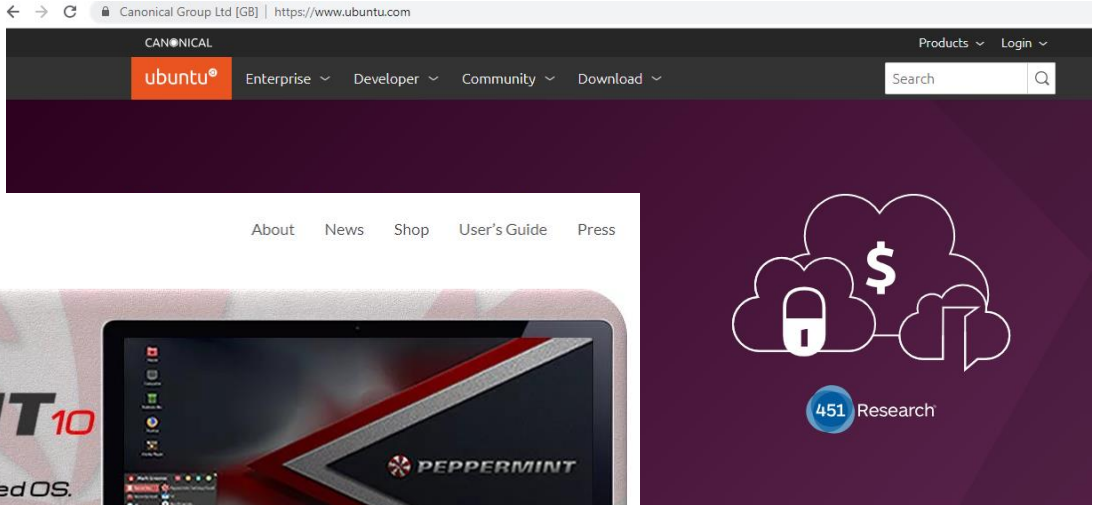 Canonical Group Ltd [GB] | https://www.ubuntu.com
CANONICAL
Products Login
ubuntu® Enterprise Developer Community Download Search
About News Shop User's Guide Press
$
1
T10
PEPPERMINT
451 Research
ed OS.